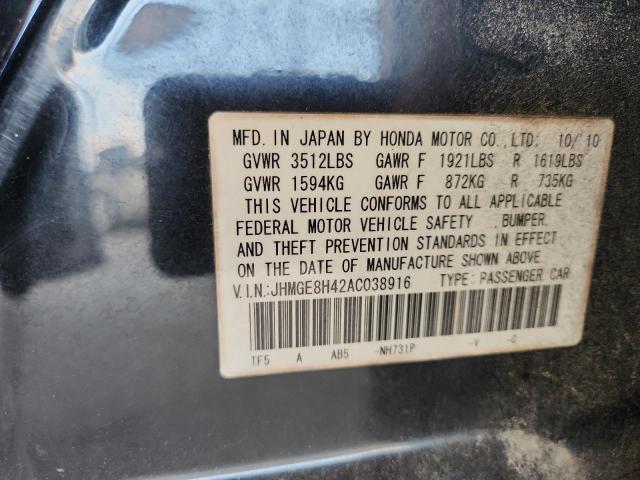 MFD. IN JAPAN BY HONDA MOTOR CO., LTD. 10/'10
GVWR 3512LBS GAWR F 1921LBS R 1619LBS
GVWR 1594KG GAWR F 872KG R 735KG
THIS VEHICLE CONFORMS TO ALL APPLICABLE
FEDERAL MOTOR VEHICLE SAFETY , BUMPER,
AND THEFT PREVENTION STANDARDS IN EFFECT
ON THE DATE OF MANUFACTURE SHOWN ABOVE.
V.I.N.:JHMGE8H42AC038916 TYPE: PASSENGER CAR
TF5 A AB5 -NH731P -V -G